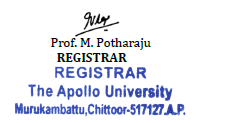 Prof. M. Potharaju
REGISTRAR
REGISTRAR
The Apollo University
Murukambattu,Chittoor-517127.A.P.